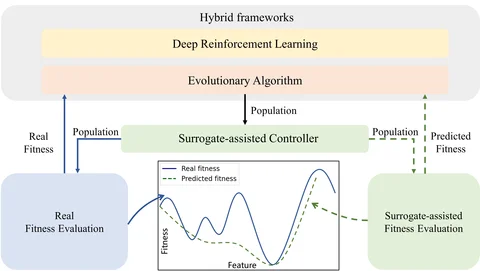 Hybrid frameworks
Deep Reinforcement Learning
Evolutionary Algorithm
Population
Real
Fitness
Population
Surrogate-assisted Controller
Population
Predicted
Fitness
Real
Fitness Evaluation
Real fitness
Predicted fitness
Fitness
Feature
Surrogate-assisted
Fitness Evaluation